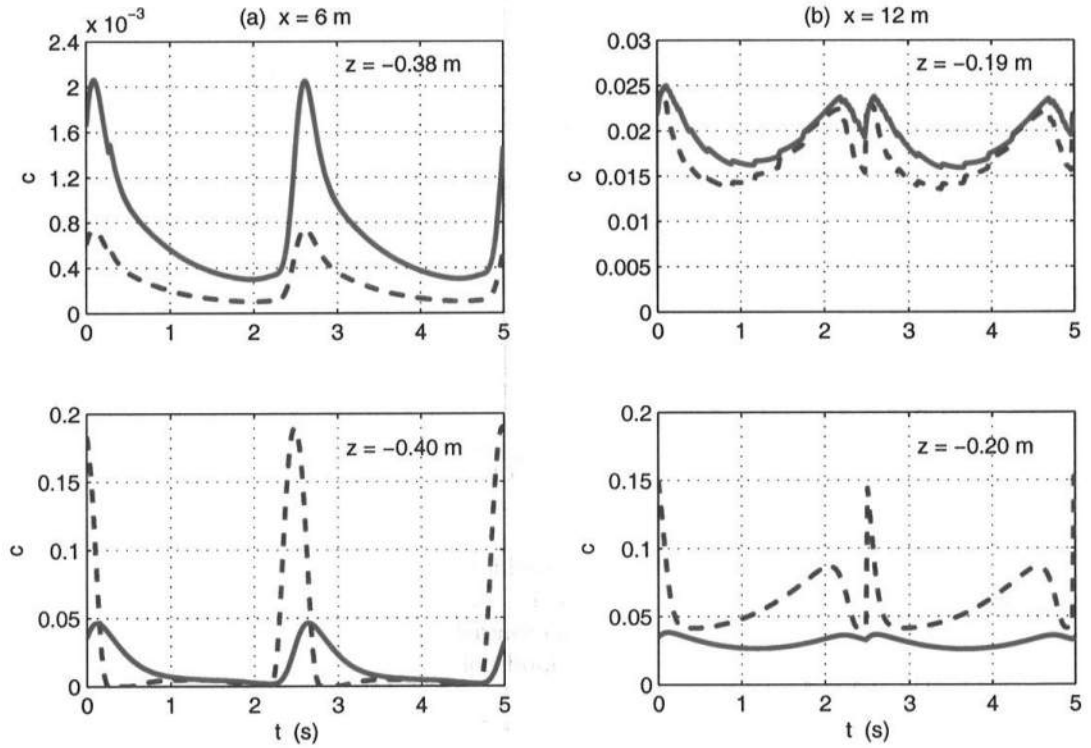 (a) x = 6 m
x 10⁻³
2.4
2
1.6
1.2
0.8
0.4
0
c
z = −0.38 m
0 1 2 3 4 5
(b) x = 12 m
0.03
0.025
0.02
0.015
0.01
0.005
0
c
z = −0.19 m
0 1 2 3 4 5
0.2
0.15
0.1
0.05
0
c
z = −0.40 m
0 1 2 3 4 5
t (s)
0.2
0.15
0.1
0.05
0
c
z = −0.20 m
0 1 2 3 4 5
t (s)